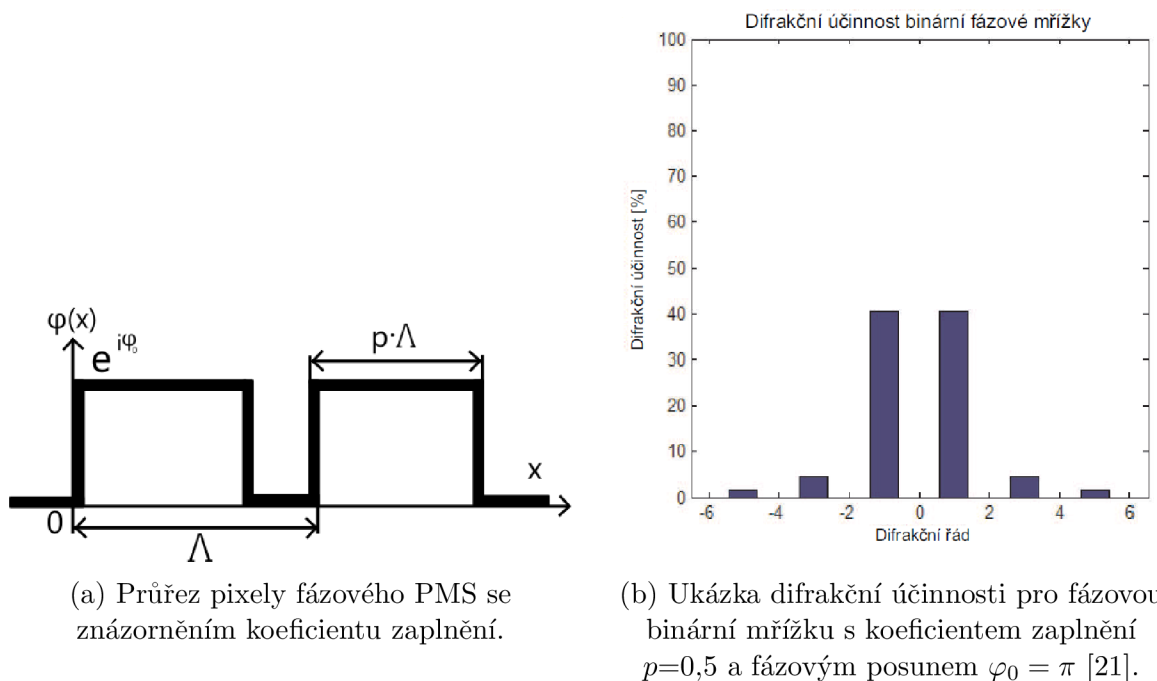 φ(x)
e^{iφ₀}
p·Λ
x
0
Λ
(a) Průřez pixely fázového PMS se
znázorněním koeficientu zaplnění.
Difrakční účinnost binární fázové mřížky
Difrakční účinnost [%]
100
90
80
70
60
50
40
30
20
10
0
-6 -4 -2 0 2 4 6
Difrakční řád
(b) Ukázka difrakční účinnosti pro fázovou
binární mřížku s koeficientem zaplnění
p=0,5 a fázovým posunem φ₀ = π [21].